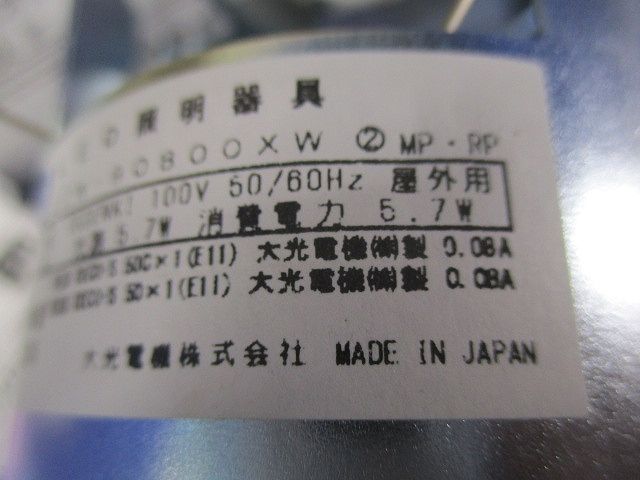 照明器具
90800XW ② MP・RP
100V 50/60Hz 屋外用
5.7W 消費電力 5.7W
50C×1(E11) 大光電機㈱製 0.08A
50×1(E11) 大光電機㈱製 0.08A
大光電機株式会社 MADE IN JAPAN